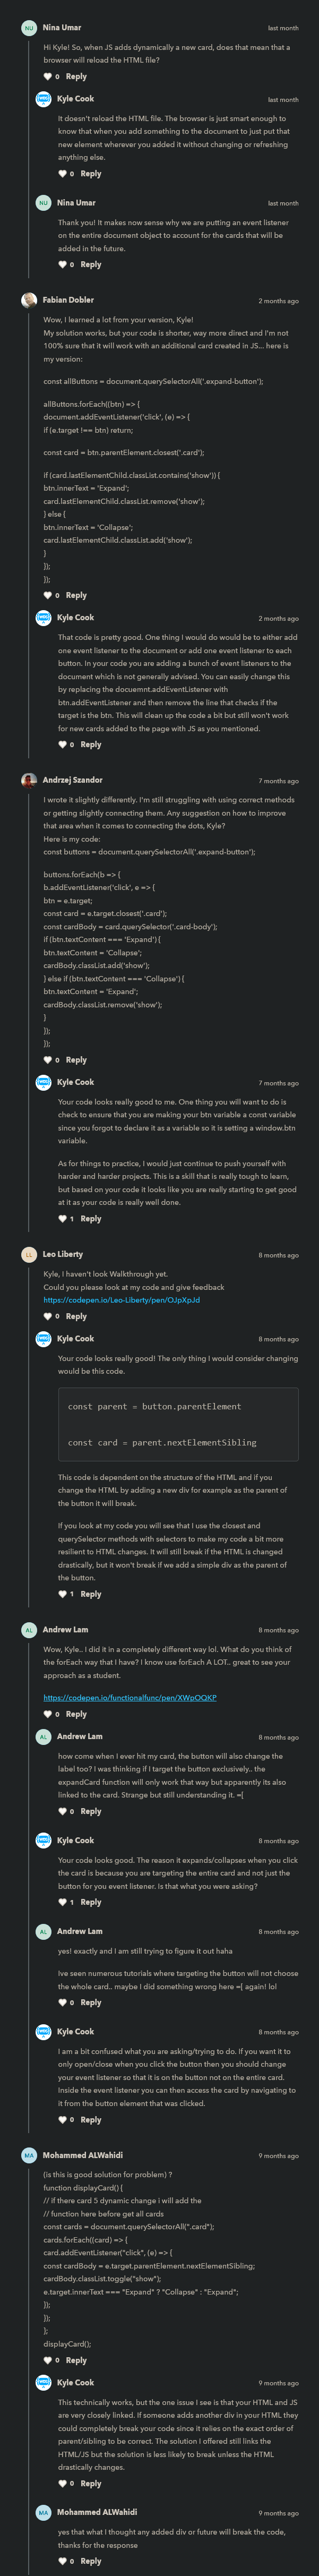 NU
Nina Umar
last month
Hi Kyle! So, when JS adds dynamically a new card, does that mean that a
browser will reload the HTML file?
0 Reply
Kyle Cook
last month
It doesn't reload the HTML file. The browser is just smart enough to
know that when you add something to the document to just put that
new element wherever you added it without changing or refreshing
anything else.
0 Reply
NU
Nina Umar
last month
Thank you! It makes now sense why we are putting an event listener
on the entire document object to account for the cards that will be
added in the future.
0 Reply
Fabian Dobler
2 months ago
Wow, I learned a lot from your version, Kyle!
My solution works, but your code is shorter, way more direct and I'm not
100% sure that it will work with an additional card created in JS... here is
my version:
const allButtons = document.querySelectorAll('.expand-button');
allButtons.forEach((btn) => {
document.addEventListener('click', (e) => {
if (e.target !== btn) return;
const card = btn.parentElement.closest('.card');
if (card.lastElementChild.classList.contains('show')) {
btn.innerText = 'Expand';
card.lastElementChild.classList.remove('show');
} else {
btn.innerText = 'Collapse';
card.lastElementChild.classList.add('show');
}
});
});
0 Reply
Kyle Cook
2 months ago
That code is pretty good. One thing I would do would be to either add
one event listener to the document or add one event listener to each
button. In your code you are adding a bunch of event listeners to the
document which is not generally advised. You can easily change this
by replacing the docuemnt.addEventListener with
btn.addEventListener and then remove the line that checks if the
target is the btn. This will clean up the code a bit but still won't work
for new cards added to the page with JS as you mentioned.
0 Reply
Andrzej Szandor
7 months ago
I wrote it slightly differently. I'm still struggling with using correct methods
or getting slightly connecting them. Any suggestion on how to improve
that area when it comes to connecting the dots, Kyle?
Here is my code:
const buttons = document.querySelectorAll('.expand-button');
buttons.forEach(b => {
b.addEventListener('click', e => {
btn = e.target;
const card = e.target.closest('.card');
const cardBody = card.querySelector('.card-body');
if (btn.textContent === 'Expand') {
btn.textContent = 'Collapse';
cardBody.classList.add('show');
} else if (btn.textContent === 'Collapse') {
btn.textContent = 'Expand';
cardBody.classList.remove('show');
}
});
});
0 Reply
Kyle Cook
7 months ago
Your code looks really good to me. One thing you will want to do is
check to ensure that you are making your btn variable a const variable
since you forgot to declare it as a variable so it is setting a window.btn
variable.
As for things to practice, I would just continue to push yourself with
harder and harder projects. This is a skill that is really tough to learn,
but based on your code it looks like you are really starting to get good
at it as your code is really well done.
1 Reply
LL
Leo Liberty
8 months ago
Kyle, I haven't look Walkthrough yet.
Could you please look at my code and give feedback
https://codepen.io/Leo-Liberty/pen/OJpXpJd
0 Reply
Kyle Cook
8 months ago
Your code looks really good! The only thing I would consider changing
would be this code.
const parent = button.parentElement
const card = parent.nextElementSibling
This code is dependent on the structure of the HTML and if you
change the HTML by adding a new div for example as the parent of
the button it will break.
If you look at my code you will see that I use the closest and
querySelector methods with selectors to make my code a bit more
resilient to HTML changes. It will still break if the HTML is changed
drastically, but it won't break if we add a simple div as the parent of
the button.
1 Reply
AL
Andrew Lam
8 months ago
Wow, Kyle.. I did it in a completely different way lol. What do you think of
the forEach way that I have? I know use forEach A LOT.. great to see your
approach as a student.
https://codepen.io/functionalfunc/pen/XWpOQKP
0 Reply
AL
Andrew Lam
8 months ago
how come when I ever hit my card, the button will also change the
label too? I was thinking if I target the button exclusively.. the
expandCard function will only work that way but apparently its also
linked to the card. Strange but still understanding it. =[
0 Reply
Kyle Cook
8 months ago
Your code looks good. The reason it expands/collapses when you click
the card is because you are targeting the entire card and not just the
button for you event listener. Is that what you were asking?
1 Reply
AL
Andrew Lam
8 months ago
yes! exactly and I am still trying to figure it out haha
Ive seen numerous tutorials where targeting the button will not choose
the whole card.. maybe I did something wrong here =[ again! lol
0 Reply
Kyle Cook
8 months ago
I am a bit confused what you are asking/trying to do. If you want it to
only open/close when you click the button then you should change
your event listener so that it is on the button not on the entire card.
Inside the event listener you can then access the card by navigating to
it from the button element that was clicked.
0 Reply
MA
Mohammed ALWahidi
9 months ago
(is this is good solution for problem) ?
function displayCard() {
// if there card 5 dynamic change i will add the
// function here before get all cards
const cards = document.querySelectorAll(".card");
cards.forEach((card) => {
card.addEventListener("click", (e) => {
const cardBody = e.target.parentElement.nextElementSibling;
cardBody.classList.toggle("show");
e.target.innerText === "Expand" ? "Collapse" : "Expand";
});
});
};
displayCard();
0 Reply
Kyle Cook
9 months ago
This technically works, but the one issue I see is that your HTML and JS
are very closely linked. If someone adds another div in your HTML they
could completely break your code since it relies on the exact order of
parent/sibling to be correct. The solution I offered still links the
HTML/JS but the solution is less likely to break unless the HTML
drastically changes.
0 Reply
MA
Mohammed ALWahidi
9 months ago
yes that what I thought any added div or future will break the code,
thanks for the response
0 Reply